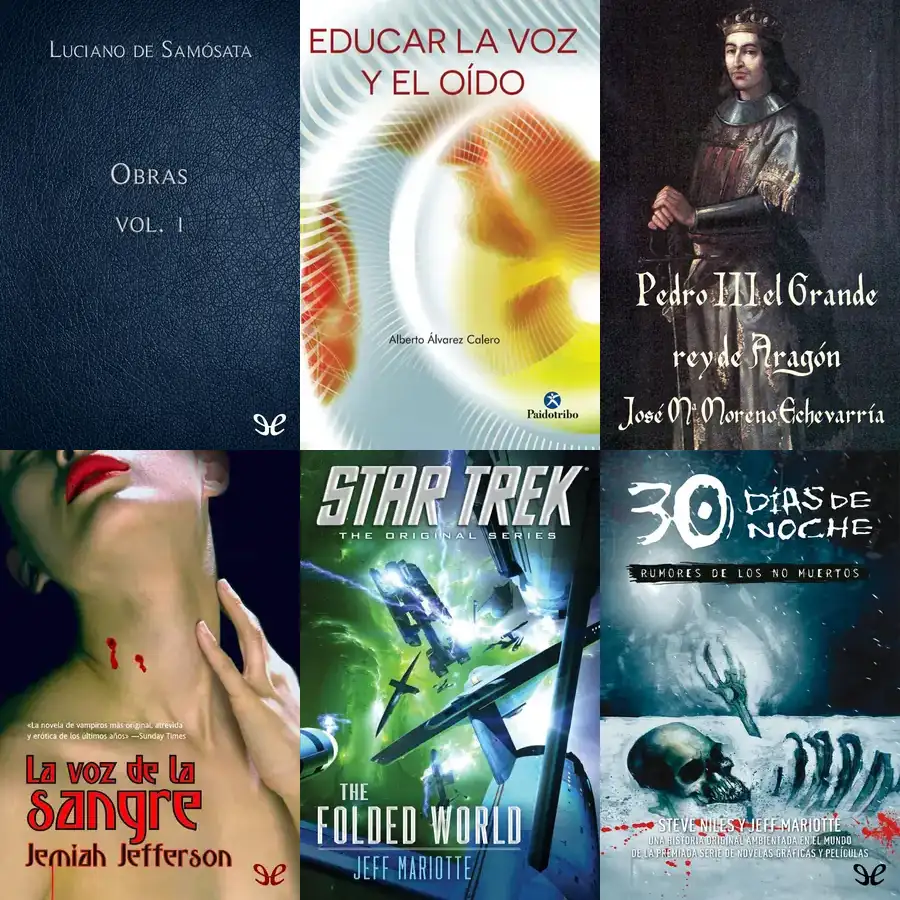 LUCIANO DE SAMÓSATA
OBRAS
VOL. I
EDUCAR LA VOZ
Y EL OÍDO
Alberto Álvarez Calero
Paidotribo
Pedro III el Grande
rey de Aragón
José Mª Moreno Echevarría
«La novela de vampiros más original, atrevida
y erótica de los últimos años» —Sunday Times
La voz de la
sangre
Jemiah Jefferson
STAR TREK
THE ORIGINAL SERIES
THE
FOLDED WORLD
JEFF MARIOTTE
30 DÍAS DE
NOCHE
RUMORES DE LOS NO MUERTOS
STEVE NILES Y JEFF MARIOTTE
UNA HISTORIA ORIGINAL AMBIENTADA EN EL MUNDO
DE LA PREMIADA SERIE DE NOVELAS GRÁFICAS Y PELÍCULAS